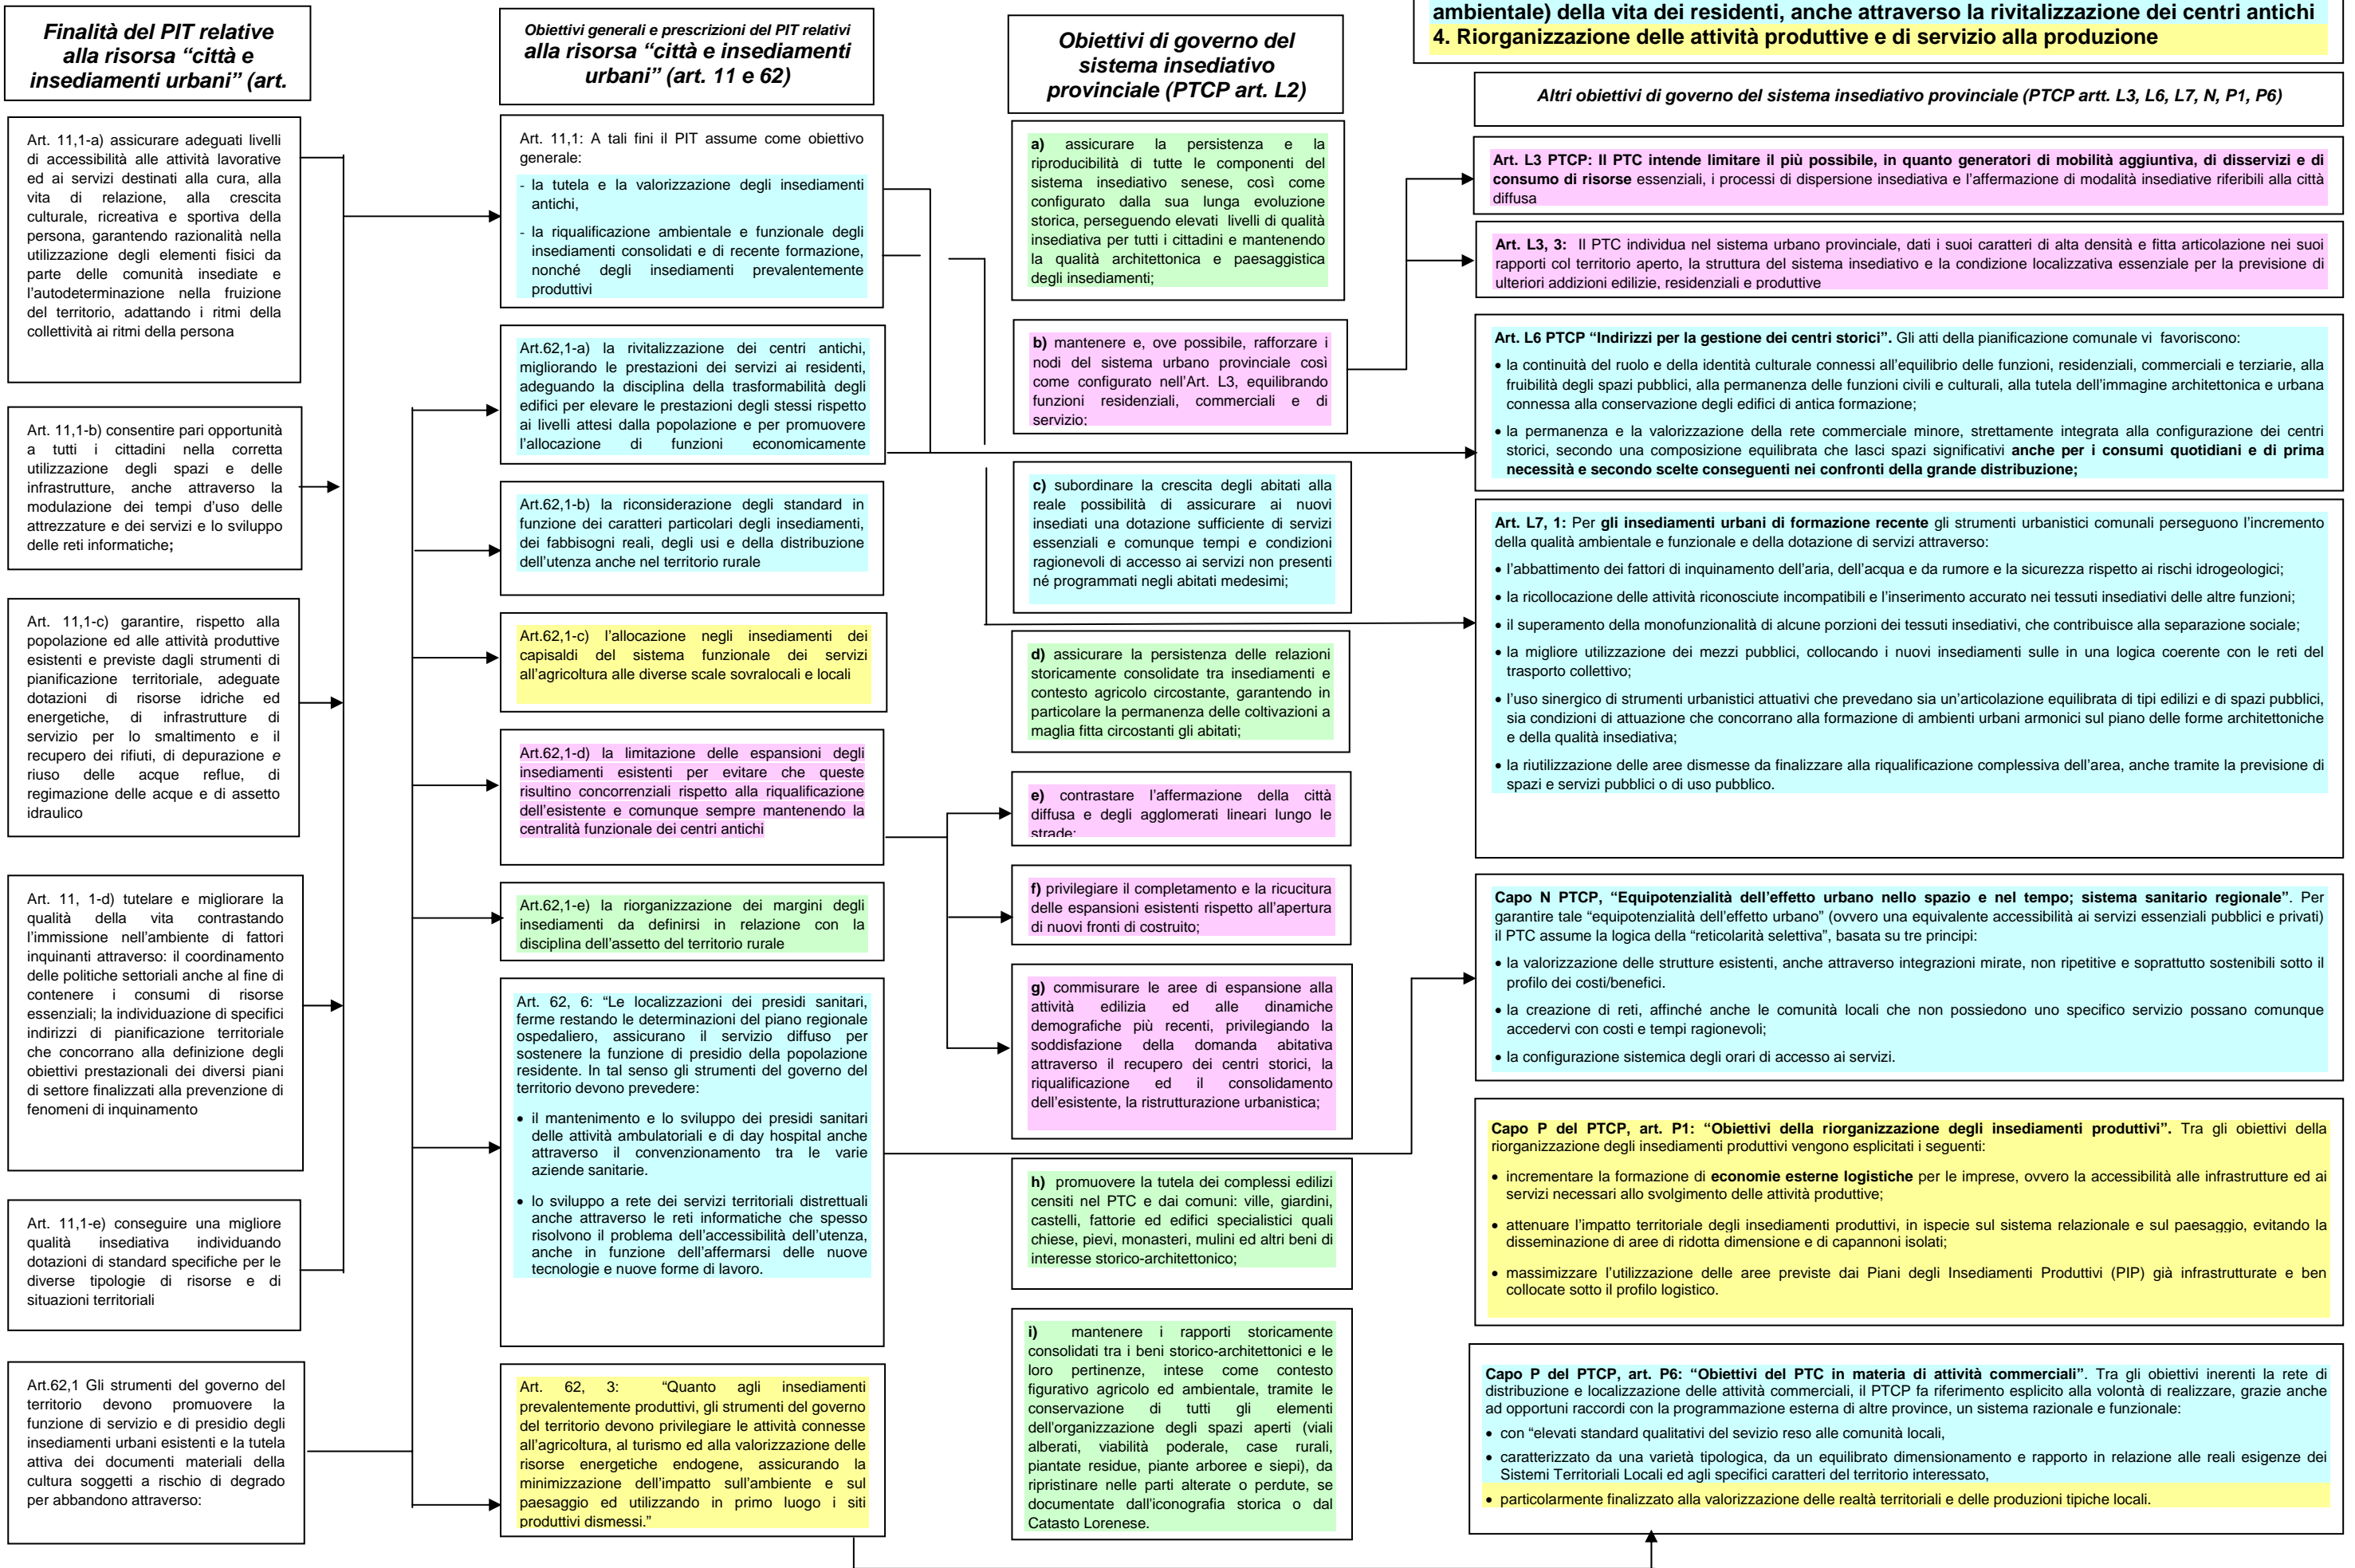 Finalità del PIT relative
alla risorsa “città e
insediamenti urbani” (art.
Art. 11,1-a) assicurare adeguati livelli
di accessibilità alle attività lavorative
ed ai servizi destinati alla cura, alla
vita di relazione, alla crescita
culturale, ricreativa e sportiva della
persona, garantendo razionalità nella
utilizzazione degli elementi fisici da
parte delle comunità insediate e
l’autodeterminazione nella fruizione
del territorio, adattando i ritmi della
collettività ai ritmi della persona
Art. 11,1-b) consentire pari opportunità
a tutti i cittadini nella corretta
utilizzazione degli spazi e delle
infrastrutture, anche attraverso la
modulazione dei tempi d’uso delle
attrezzature e dei servizi e lo sviluppo
delle reti informatiche;
Art. 11,1-c) garantire, rispetto alla
popolazione ed alle attività produttive
esistenti e previste dagli strumenti di
pianificazione territoriale, adeguate
dotazioni di risorse idriche ed
energetiche, di infrastrutture di
servizio per lo smaltimento e il
recupero dei rifiuti, di depurazione e
riuso delle acque reflue, di
regimazione delle acque e di assetto
idraulico
Art. 11, 1-d) tutelare e migliorare la
qualità della vita contrastando
l’immissione nell’ambiente di fattori
inquinanti attraverso: il coordinamento
delle politiche settoriali anche al fine di
contenere i consumi di risorse
essenziali; la individuazione di specifici
indirizzi di pianificazione territoriale
che concorrano alla definizione degli
obiettivi prestazionali dei diversi piani
di settore finalizzati alla prevenzione di
fenomeni di inquinamento
Art. 11,1-e) conseguire una migliore
qualità insediativa individuando
dotazioni di standard specifiche per le
diverse tipologie di risorse e di
situazioni territoriali
Art.62,1 Gli strumenti del governo del
territorio devono promuovere la
funzione di servizio e di presidio degli
insediamenti urbani esistenti e la tutela
attiva dei documenti materiali della
cultura soggetti a rischio di degrado
per abbandono attraverso:
Obiettivi generali e prescrizioni del PIT relativi
alla risorsa “città e insediamenti
urbani” (art. 11 e 62)
Art. 11,1: A tali fini il PIT assume come obiettivo
generale:
- la tutela e la valorizzazione degli insediamenti
antichi,
- la riqualificazione ambientale e funzionale degli
insediamenti consolidati e di recente formazione,
nonché degli insediamenti prevalentemente
produttivi
Art.62,1-a) la rivitalizzazione dei centri antichi,
migliorando le prestazioni dei servizi ai residenti,
adeguando la disciplina della trasformabilità degli
edifici per elevare le prestazioni degli stessi rispetto
ai livelli attesi dalla popolazione e per promuovere
l’allocazione di funzioni economicamente
Art.62,1-b) la riconsiderazione degli standard in
funzione dei caratteri particolari degli insediamenti,
dei fabbisogni reali, degli usi e della distribuzione
dell’utenza anche nel territorio rurale
Art.62,1-c) l’allocazione negli insediamenti dei
capisaldi del sistema funzionale dei servizi
all’agricoltura alle diverse scale sovralocali e locali
Art.62,1-d) la limitazione delle espansioni degli
insediamenti esistenti per evitare che queste
risultino concorrenziali rispetto alla riqualificazione
dell’esistente e comunque sempre mantenendo la
centralità funzionale dei centri antichi
Art.62,1-e) la riorganizzazione dei margini degli
insediamenti da definirsi in relazione con la
disciplina dell’assetto del territorio rurale
Art. 62, 6: “Le localizzazioni dei presidi sanitari,
ferme restando le determinazioni del piano regionale
ospedaliero, assicurano il servizio diffuso per
sostenere la funzione di presidio della popolazione
residente. In tal senso gli strumenti del governo del
territorio devono prevedere:
• il mantenimento e lo sviluppo dei presidi sanitari
delle attività ambulatoriali e di day hospital anche
attraverso il convenzionamento tra le varie
aziende sanitarie.
• lo sviluppo a rete dei servizi territoriali distrettuali
anche attraverso le reti informatiche che spesso
risolvono il problema dell’accessibilità dell’utenza,
anche in funzione dell’affermarsi delle nuove
tecnologie e nuove forme di lavoro.
Art. 62, 3: “Quanto agli insediamenti
prevalentemente produttivi, gli strumenti del governo
del territorio devono privilegiare le attività connesse
all’agricoltura, al turismo ed alla valorizzazione delle
risorse energetiche endogene, assicurando la
minimizzazione dell’impatto sull’ambiente e sul
paesaggio ed utilizzando in primo luogo i siti
produttivi dismessi.”
Obiettivi di governo del
sistema insediativo
provinciale (PTCP art. L2)
a) assicurare la persistenza e la
riproducibilità di tutte le componenti del
sistema insediativo senese, così come
configurato dalla sua lunga evoluzione
storica, perseguendo elevati livelli di qualità
insediativa per tutti i cittadini e mantenendo
la qualità architettonica e paesaggistica
degli insediamenti;
b) mantenere e, ove possibile, rafforzare i
nodi del sistema urbano provinciale così
come configurato nell’Art. L3, equilibrando
funzioni residenziali, commerciali e di
servizio;
c) subordinare la crescita degli abitati alla
reale possibilità di assicurare ai nuovi
insediati una dotazione sufficiente di servizi
essenziali e comunque tempi e condizioni
ragionevoli di accesso ai servizi non presenti
né programmati negli abitati medesimi;
d) assicurare la persistenza delle relazioni
storicamente consolidate tra insediamenti e
contesto agricolo circostante, garantendo in
particolare la permanenza delle coltivazioni a
maglia fitta circostanti gli abitati;
e) contrastare l’affermazione della città
diffusa e degli agglomerati lineari lungo le
strade;
f) privilegiare il completamento e la ricucitura
delle espansioni esistenti rispetto all’apertura
di nuovi fronti di costruito;
g) commisurare le aree di espansione alla
attività edilizia ed alle dinamiche
demografiche più recenti, privilegiando la
soddisfazione della domanda abitativa
attraverso il recupero dei centri storici, la
riqualificazione ed il consolidamento
dell’esistente, la ristrutturazione urbanistica;
h) promuovere la tutela dei complessi edilizi
censiti nel PTC e dai comuni: ville, giardini,
castelli, fattorie ed edifici specialistici quali
chiese, pievi, monasteri, mulini ed altri beni di
interesse storico-architettonico;
i) mantenere i rapporti storicamente
consolidati tra i beni storico-architettonici e le
loro pertinenze, intese come contesto
figurativo agricolo ed ambientale, tramite le
conservazione di tutti gli elementi
dell'organizzazione degli spazi aperti (viali
alberati, viabilità poderale, case rurali,
piantate residue, piante arboree e siepi), da
ripristinare nelle parti alterate o perdute, se
documentate dall'iconografia storica o dal
Catasto Lorenese.
ambientale) della vita dei residenti, anche attraverso la rivitalizzazione dei centri antichi
4. Riorganizzazione delle attività produttive e di servizio alla produzione
Altri obiettivi di governo del sistema insediativo provinciale (PTCP artt. L3, L6, L7, N, P1, P6)
Art. L3 PTCP: Il PTC intende limitare il più possibile, in quanto generatori di mobilità aggiuntiva, di disservizi e di
consumo di risorse essenziali, i processi di dispersione insediativa e l’affermazione di modalità insediative riferibili alla città
diffusa
Art. L3, 3: Il PTC individua nel sistema urbano provinciale, dati i suoi caratteri di alta densità e fitta articolazione nei suoi
rapporti col territorio aperto, la struttura del sistema insediativo e la condizione localizzativa essenziale per la previsione di
ulteriori addizioni edilizie, residenziali e produttive
Art. L6 PTCP “Indirizzi per la gestione dei centri storici”. Gli atti della pianificazione comunale vi favoriscono:
• la continuità del ruolo e della identità culturale connessi all’equilibrio delle funzioni, residenziali, commerciali e terziarie, alla
fruibilità degli spazi pubblici, alla permanenza delle funzioni civili e culturali, alla tutela dell’immagine architettonica e urbana
connessa alla conservazione degli edifici di antica formazione;
• la permanenza e la valorizzazione della rete commerciale minore, strettamente integrata alla configurazione dei centri
storici, secondo una composizione equilibrata che lasci spazi significativi anche per i consumi quotidiani e di prima
necessità e secondo scelte conseguenti nei confronti della grande distribuzione;
Art. L7, 1: Per gli insediamenti urbani di formazione recente gli strumenti urbanistici comunali perseguono l’incremento
della qualità ambientale e funzionale e della dotazione di servizi attraverso:
• l’abbattimento dei fattori di inquinamento dell’aria, dell’acqua e da rumore e la sicurezza rispetto ai rischi idrogeologici;
• la ricollocazione delle attività riconosciute incompatibili e l’inserimento accurato nei tessuti insediativi delle altre funzioni;
• il superamento della monofunzionalità di alcune porzioni dei tessuti insediativi, che contribuisce alla separazione sociale;
• la migliore utilizzazione dei mezzi pubblici, collocando i nuovi insediamenti sulle in una logica coerente con le reti del
trasporto collettivo;
• l’uso sinergico di strumenti urbanistici attuativi che prevedano sia un’articolazione equilibrata di tipi edilizi e di spazi pubblici,
sia condizioni di attuazione che concorrano alla formazione di ambienti urbani armonici sul piano delle forme architettoniche
e della qualità insediativa;
• la riutilizzazione delle aree dismesse da finalizzare alla riqualificazione complessiva dell’area, anche tramite la previsione di
spazi e servizi pubblici o di uso pubblico.
Capo N PTCP, “Equipotenzialità dell’effetto urbano nello spazio e nel tempo; sistema sanitario regionale”. Per
garantire tale “equipotenzialità dell’effetto urbano” (ovvero una equivalente accessibilità ai servizi essenziali pubblici e privati)
il PTC assume la logica della “reticolarità selettiva”, basata su tre principi:
• la valorizzazione delle strutture esistenti, anche attraverso integrazioni mirate, non ripetitive e soprattutto sostenibili sotto il
profilo dei costi/benefici.
• la creazione di reti, affinché anche le comunità locali che non possiedono uno specifico servizio possano comunque
accedervi con costi e tempi ragionevoli;
• la configurazione sistemica degli orari di accesso ai servizi.
Capo P del PTCP, art. P1: “Obiettivi della riorganizzazione degli insediamenti produttivi”. Tra gli obiettivi della
riorganizzazione degli insediamenti produttivi vengono esplicitati i seguenti:
• incrementare la formazione di economie esterne logistiche per le imprese, ovvero la accessibilità alle infrastrutture ed ai
servizi necessari allo svolgimento delle attività produttive;
• attenuare l’impatto territoriale degli insediamenti produttivi, in ispecie sul sistema relazionale e sul paesaggio, evitando la
disseminazione di aree di ridotta dimensione e di capannoni isolati;
• massimizzare l’utilizzazione delle aree previste dai Piani degli Insediamenti Produttivi (PIP) già infrastrutturate e ben
collocate sotto il profilo logistico.
Capo P del PTCP, art. P6: “Obiettivi del PTC in materia di attività commerciali”. Tra gli obiettivi inerenti la rete di
distribuzione e localizzazione delle attività commerciali, il PTCP fa riferimento esplicito alla volontà di realizzare, grazie anche
ad opportuni raccordi con la programmazione esterna di altre province, un sistema razionale e funzionale:
• con “elevati standard qualitativi del sevizio reso alle comunità locali,
• caratterizzato da una varietà tipologica, da un equilibrato dimensionamento e rapporto in relazione alle reali esigenze dei
Sistemi Territoriali Locali ed agli specifici caratteri del territorio interessato,
• particolarmente finalizzato alla valorizzazione delle realtà territoriali e delle produzioni tipiche locali.